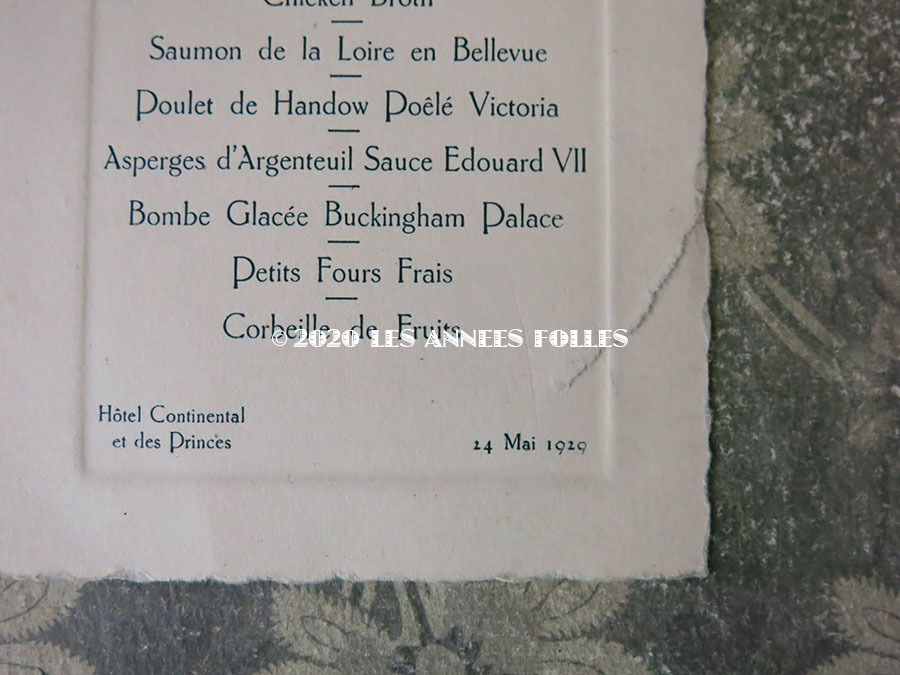 Chicken Broth
Saumon de la Loire en Bellevue
Poulet de Handow Poêlé Victoria
Asperges d'Argenteuil Sauce Edouard VII
Bombe Glacée Buckingham Palace
Petits Fours Frais
Corbeille de Fruits
© 2020 LES ANNEES FOLLES
Hôtel Continental
et des Princes
24 Mai 1929